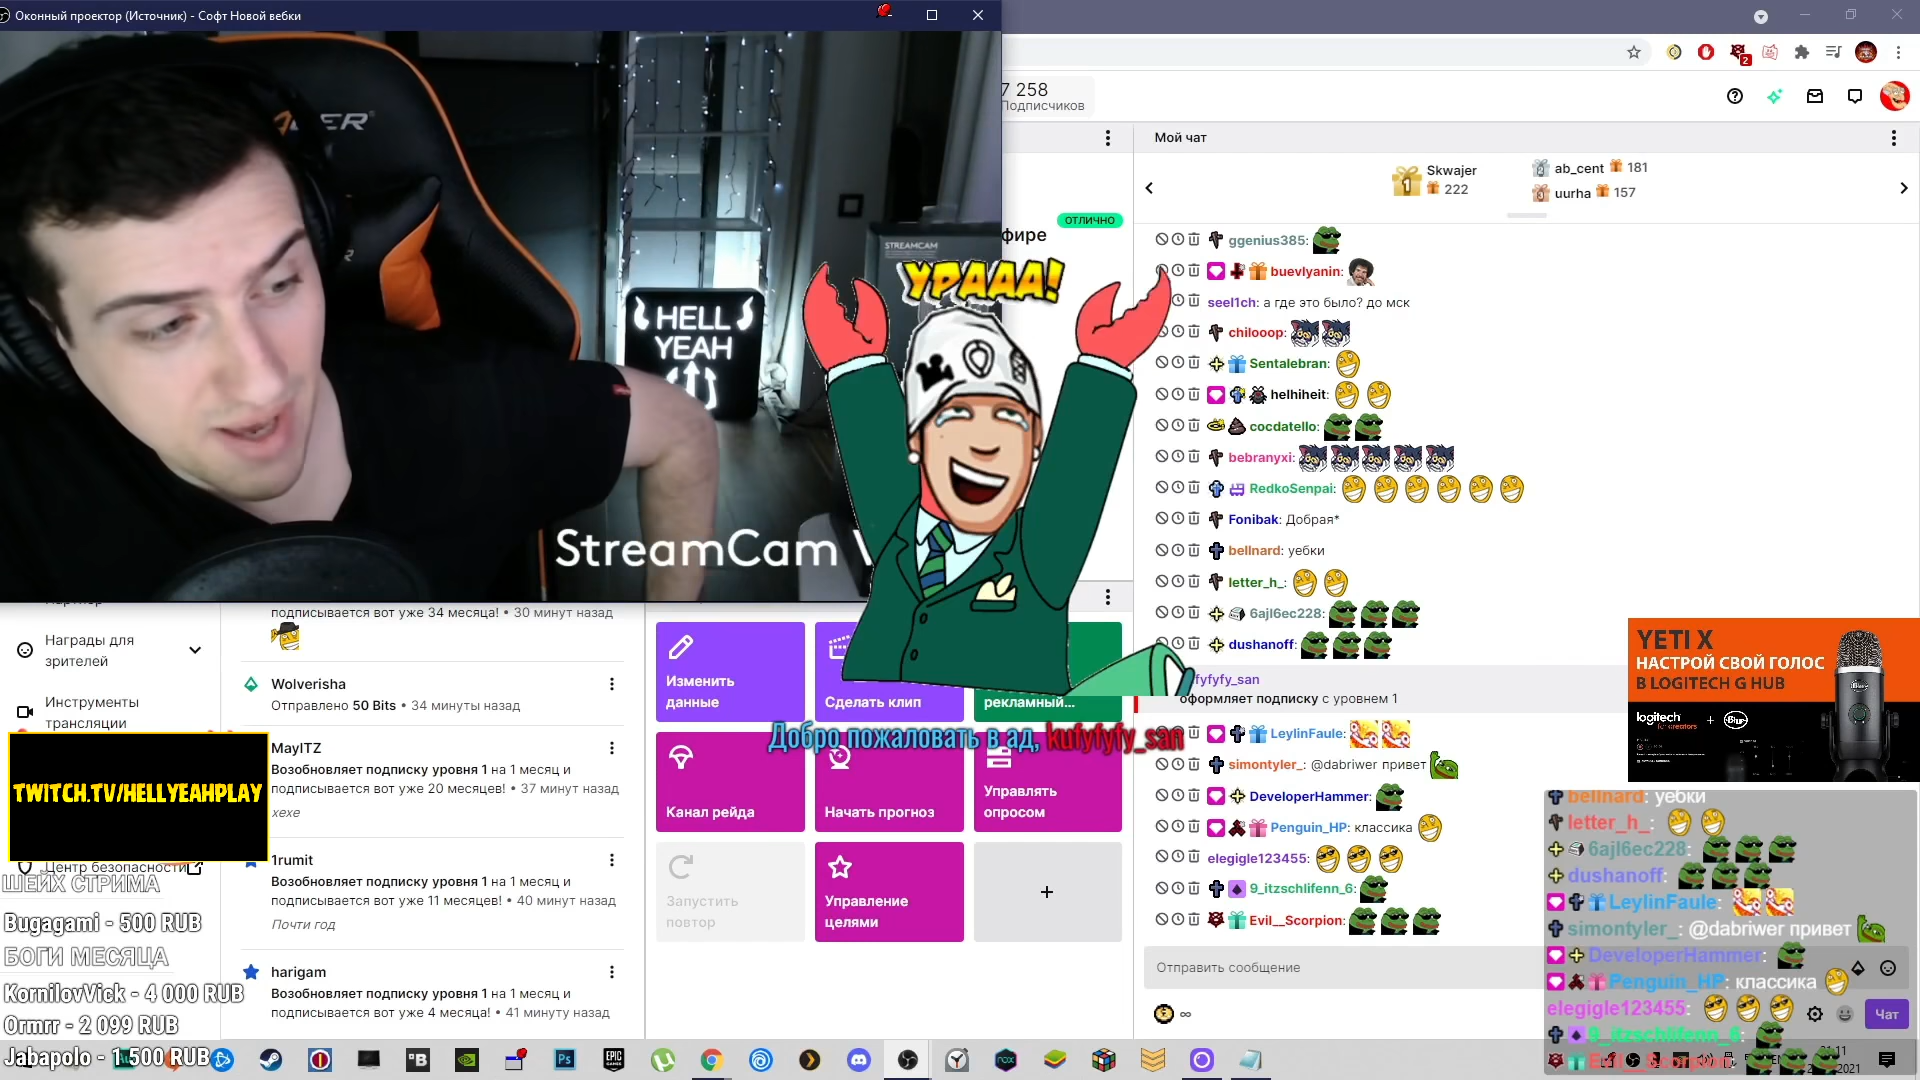 Оконный проектор (Источник) - Софт Новой вебки
7 258
Подписчиков
STREAMCAM
HELL
YEAH
StreamCam
УРАAА!
ОТЛИЧНО
Мой чат
Skwajer
222
ab_cent 181
uurha 157
ggenius385:
buevlyanin:
seel1ch: а где это было? до мск
chilooop:
Sentalebran:
helhiheit:
cocdatello:
bebranyxi:
RedkoSenpai:
Fonibak: Добрая*
bellnard: уебки
letter_h_:
6ajl6ec228:
dushanoff:
fyfyfy_san
оформляет подписку с уровнем 1
LeylinFaule:
simontyler_: @dabriwer привет
DeveloperHammer:
Penguin_HP: классика
elegigle123455:
9_itzschlifenn_6:
Evil__Scorpion:
Отправить сообщение
∞
Чат
подписывается вот уже 34 месяца! • 30 минут назад
Награды для
зрителей
Инструменты
трансляции
Центр безопасности
Wolverisha
Отправлено 50 Bits • 34 минуты назад
MaylTZ
Возобновляет подписку уровня 1 на 1 месяц и
подписывается вот уже 20 месяцев! • 37 минут назад
хехе
1rumit
Возобновляет подписку уровня 1 на 1 месяц и
подписывается вот уже 11 месяцев! • 40 минут назад
Почти год
harigam
Возобновляет подписку уровня 1 на 1 месяц и
подписывается вот уже 4 месяца! • 41 минуту назад
Изменить
данные
Сделать клип
рекламный...
Добро пожаловать в ад, kufyfyfy_san
Канал рейда
Начать прогноз
Управлять
опросом
Запустить
повтор
Управление
целями
+
TWITCH.TV/HELLYEAHPLAY
ШЕЙХ СТРИМА
Bugagami - 500 RUB
БОГИ МЕСЯЦА
KornilovVick - 4 000 RUB
Ormrr - 2 099 RUB
Jabapolo - 1 500 RUB
YETI X
НАСТРОЙ СВОЙ ГОЛОС
В LOGITECH G HUB
logitech
for creators
+
Blue
bellnard: уебки
letter_h_:
6ajl6ec228:
dushanoff:
LeylinFaule:
simontyler_: @dabriwer привет
DeveloperHammer:
Penguin_HP: классика
elegigle123455:
9_itzschlifenn_6:
Evil__Scorpion: